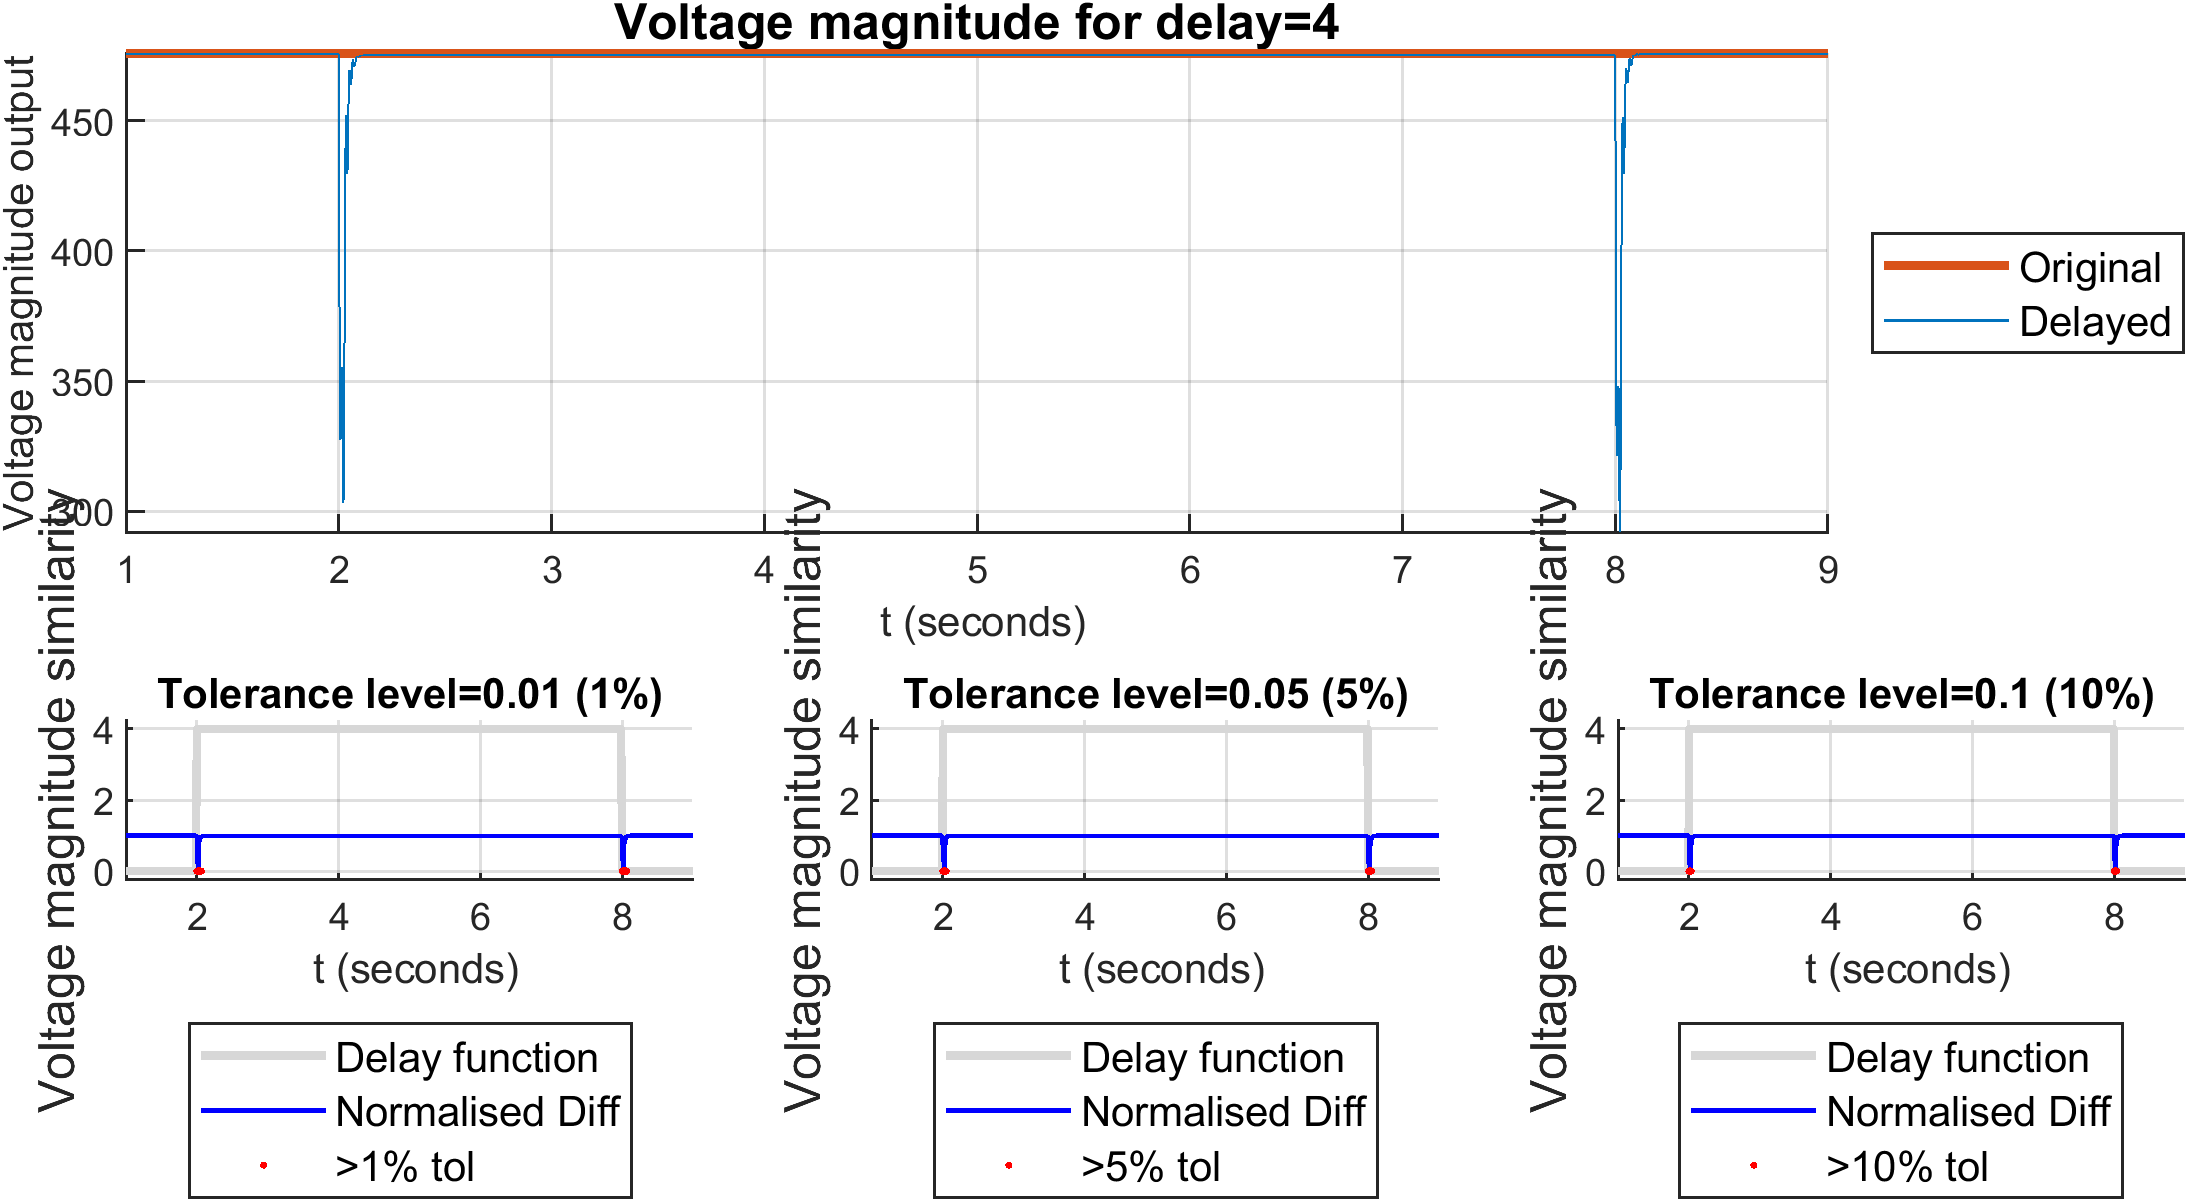 Voltage magnitude for delay=4
Voltage magnitude output
450
400
350
300
1 2 3 4 5 6 7 8 9
t (seconds)
Original
Delayed
Tolerance level=0.01 (1%)
Voltage magnitude similarity
4
2
0
2 4 6 8
t (seconds)
Delay function
Normalised Diff
>1% tol
Tolerance level=0.05 (5%)
Voltage magnitude similarity
4
2
0
2 4 6 8
t (seconds)
Delay function
Normalised Diff
>5% tol
Tolerance level=0.1 (10%)
Voltage magnitude similarity
4
2
0
2 4 6 8
t (seconds)
Delay function
Normalised Diff
>10% tol